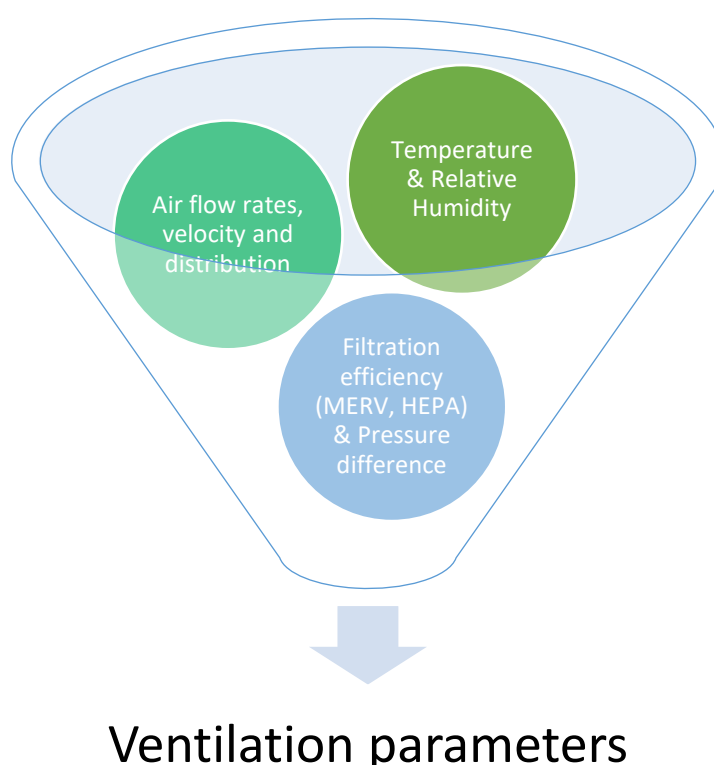 Temperature
& Relative
Humidity
Air flow rates,
velocity and
distribution
Filtration
efficiency
(MERV, HEPA)
& Pressure
difference
Ventilation parameters